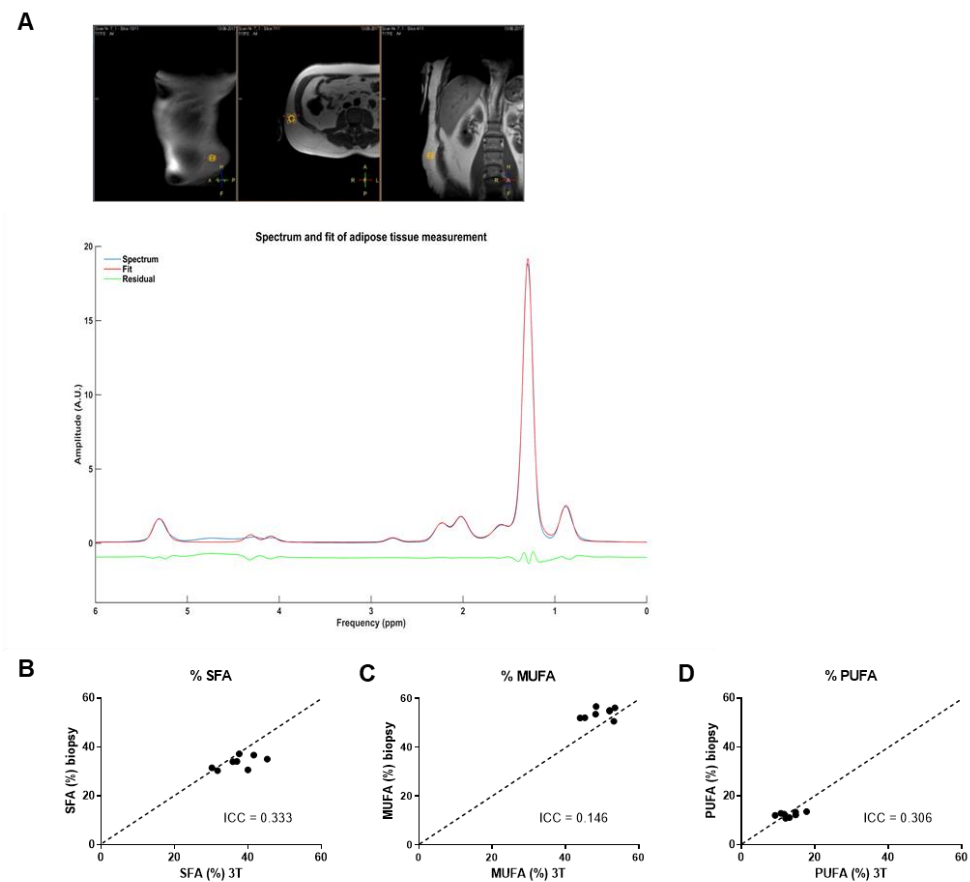 A
Spectrum and fit of adipose tissue measurement
20
15
10
5
0
Amplitude (A.U.)
Spectrum
Fit
Residual
6 5 4 3 2 1 0
Frequency (ppm)
B
% SFA
60
40
20
0
SFA (%) biopsy
ICC = 0.333
0 20 40 60
SFA (%) 3T
C
% MUFA
60
40
20
0
MUFA (%) biopsy
ICC = 0.146
0 20 40 60
MUFA (%) 3T
D
% PUFA
60
40
20
0
PUFA (%) biopsy
ICC = 0.306
0 20 40 60
PUFA (%) 3T